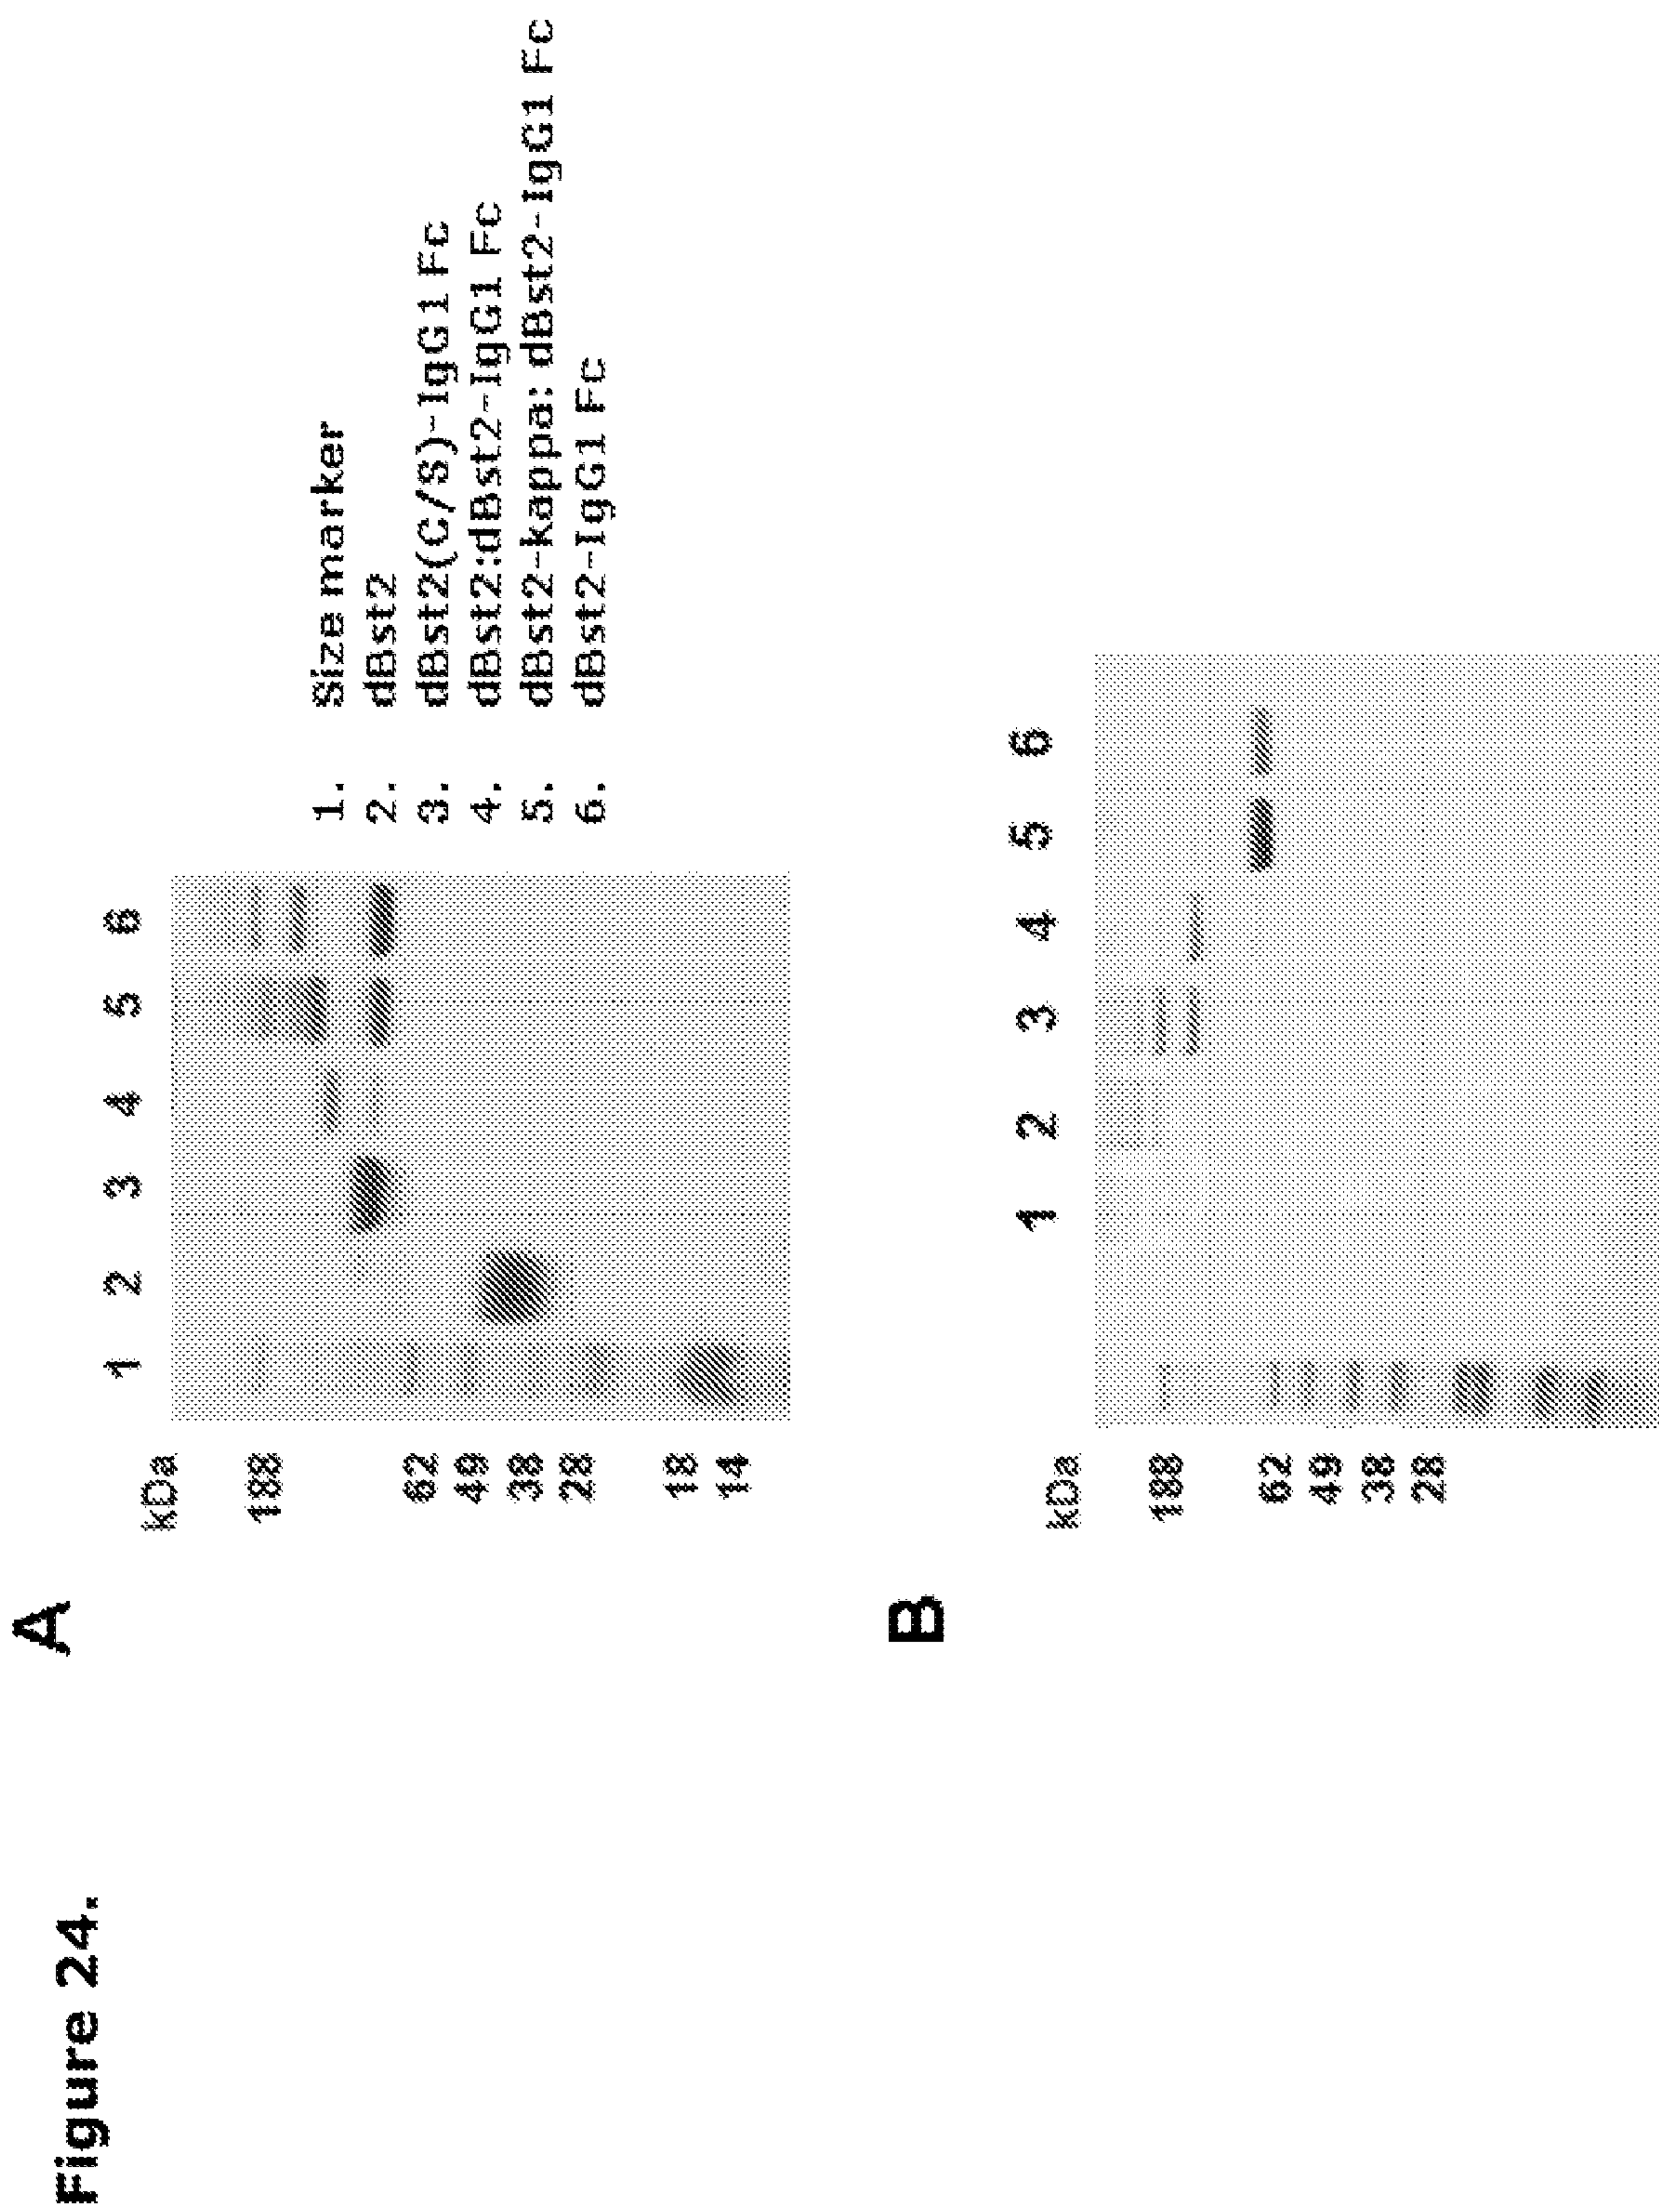 Figure 24.
A
kDa
188
62
49
38
28
18
14
1 2 3 4 5 6
1. Size marker
2. dBst2
3. dBst2(C/S)-IgG1 Fc
4. dBst2:dBst2-IgG1 Fc
5. dBst2-kappa: dBst2-IgG1 Fc
6. dBst2-IgG1 Fc
B
kDa
188
62
49
38
28
1 2 3 4 5 6